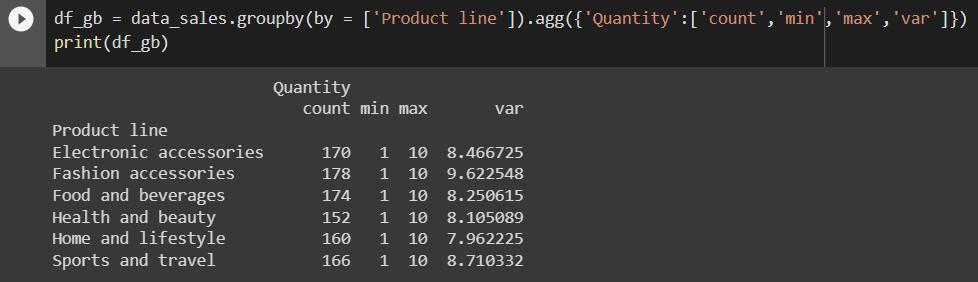 df_gb = data_sales.groupby(by = ['Product line']).agg({'Quantity':['count','min','max','var']})
print(df_gb)
Quantity
count min max var
Product line
Electronic accessories 170 1 10 8.466725
Fashion accessories 178 1 10 9.622548
Food and beverages 174 1 10 8.250615
Health and beauty 152 1 10 8.105089
Home and lifestyle 160 1 10 7.962225
Sports and travel 166 1 10 8.710332